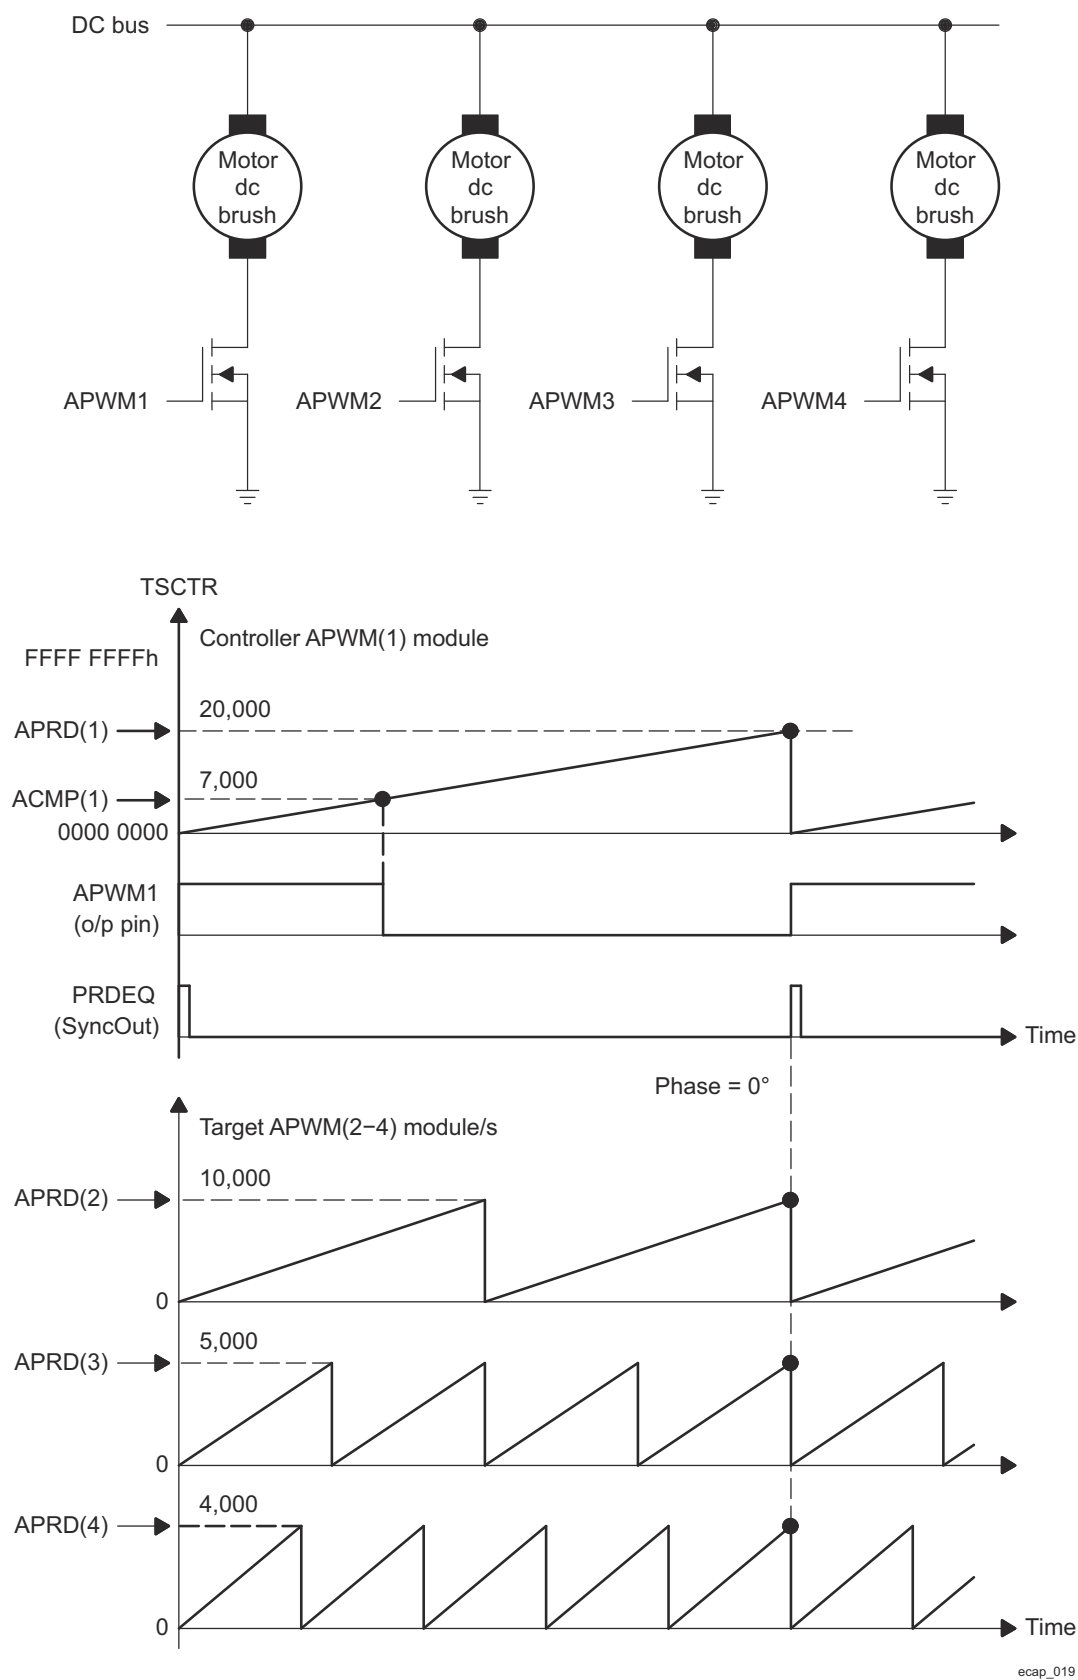 DC bus
Motor
dc
brush
Motor
dc
brush
Motor
dc
brush
Motor
dc
brush
APWM1
APWM2
APWM3
APWM4
TSCTR
Controller APWM(1) module
FFFF FFFFh
20,000
APRD(1)
7,000
ACMP(1)
0000 0000
APWM1
(o/p pin)
PRDEQ
(SyncOut)
Time
Phase = 0°
Target APWM(2−4) module/s
10,000
APRD(2)
0
5,000
APRD(3)
0
4,000
APRD(4)
0
Time
ecap_019